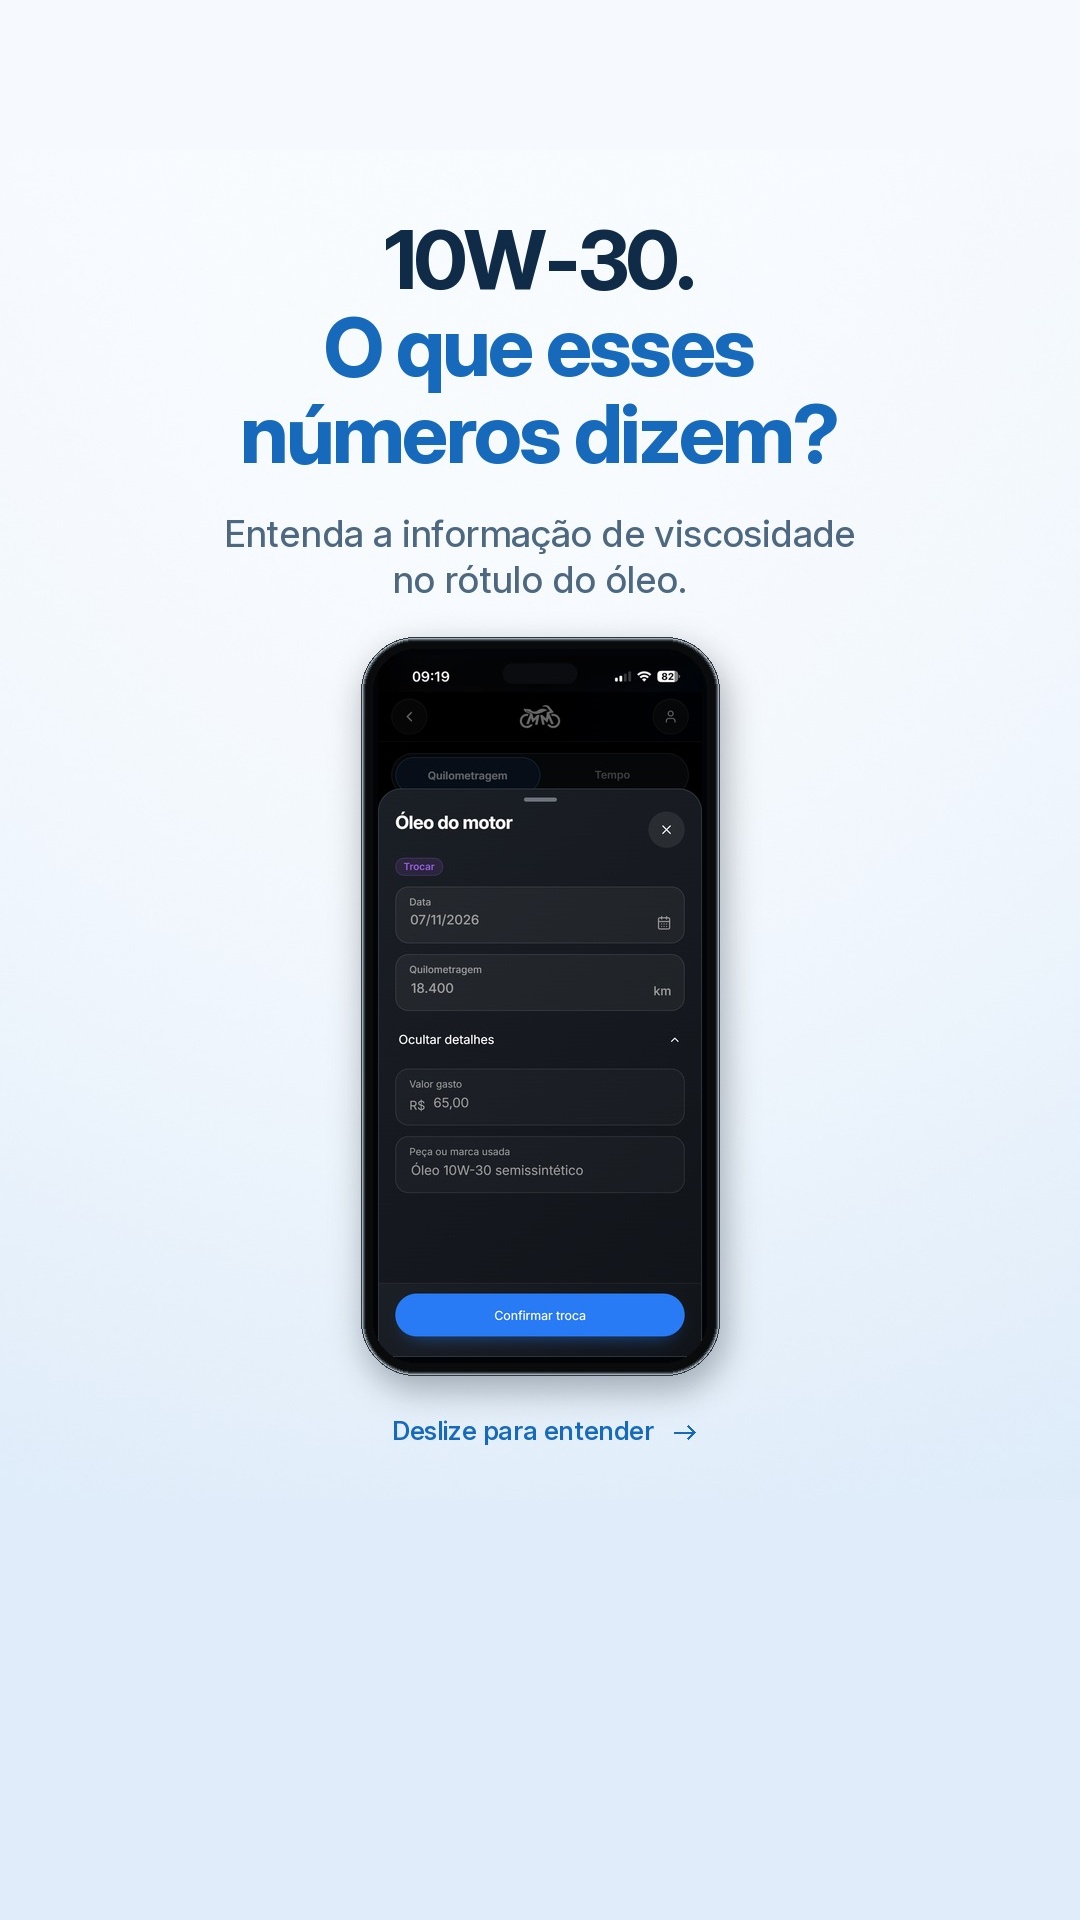 10W-30.
O que esses
números dizem?
Entenda a informação de viscosidade
no rótulo do óleo.
09:19
82
MM
Quilometragem
Tempo
Óleo do motor
Trocar
Data
07/11/2026
Quilometragem
18.400
km
Ocultar detalhes
Valor gasto
R$ 65,00
Peça ou marca usada
Óleo 10W-30 semissintético
Confirmar troca
Deslize para entender →